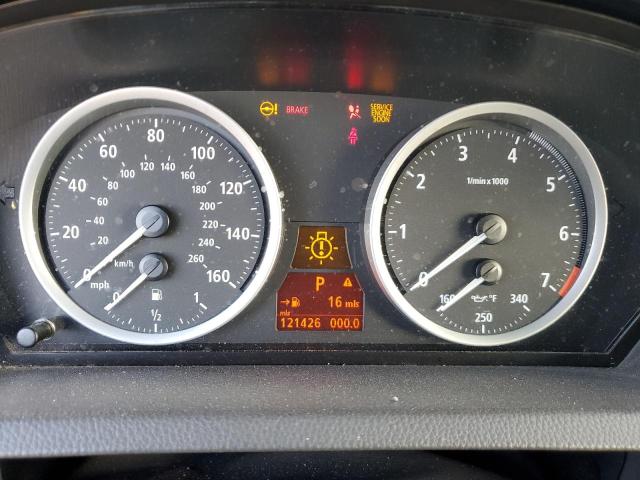 BRAKE
SERVICE
ENGINE
SOON
0 20 40 60 80 100 120 140 160
20 40 60 80 100 120 140 160 180 200 220 240 260
mph
km/h
0 1/2 1
0 1 2 3 4 5 6 7
1/min x 1000
160 250 340
°F
P
16 mls
mls
121426 000.0